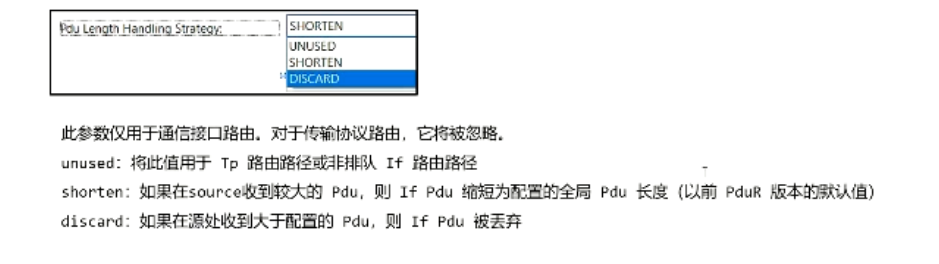 Pdu Length Handling Strategy:
SHORTEN
UNUSED
SHORTEN
DISCARD
此参数仅用于通信接口路由。对于传输协议路由，它将被忽略。
unused: 将此值用于 Tp 路由路径或非排队 If 路由路径
shorten: 如果在source收到较大的 Pdu, 则 If Pdu 缩短为配置的全局 Pdu 长度 (以前 PduR 版本的默认值)
discard: 如果在源处收到大于配置的 Pdu, 则 If Pdu 被丢弃